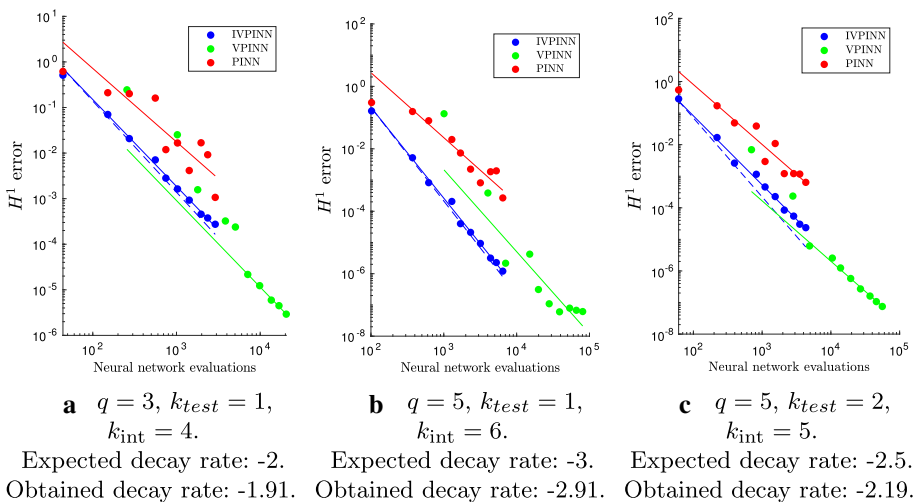 10^1
10^0
10^-1
10^-2
10^-3
10^-4
10^-5
10^-6
H^1 error
10^2 10^3 10^4
Neural network evaluations
IVPINN
VPINN
PINN
10^2
10^0
10^-2
10^-4
10^-6
10^-8
H^1 error
10^2 10^3 10^4 10^5
Neural network evaluations
IVPINN
VPINN
PINN
10^4
10^2
10^0
10^-2
10^-4
10^-6
10^-8
H^1 error
10^2 10^3 10^4 10^5
Neural network evaluations
IVPINN
VPINN
PINN
a q = 3, k_test = 1,
k_int = 4.
Expected decay rate: -2.
Obtained decay rate: -1.91.
b q = 5, k_test = 1,
k_int = 6.
Expected decay rate: -3.
Obtained decay rate: -2.91.
c q = 5, k_test = 2,
k_int = 5.
Expected decay rate: -2.5.
Obtained decay rate: -2.19.